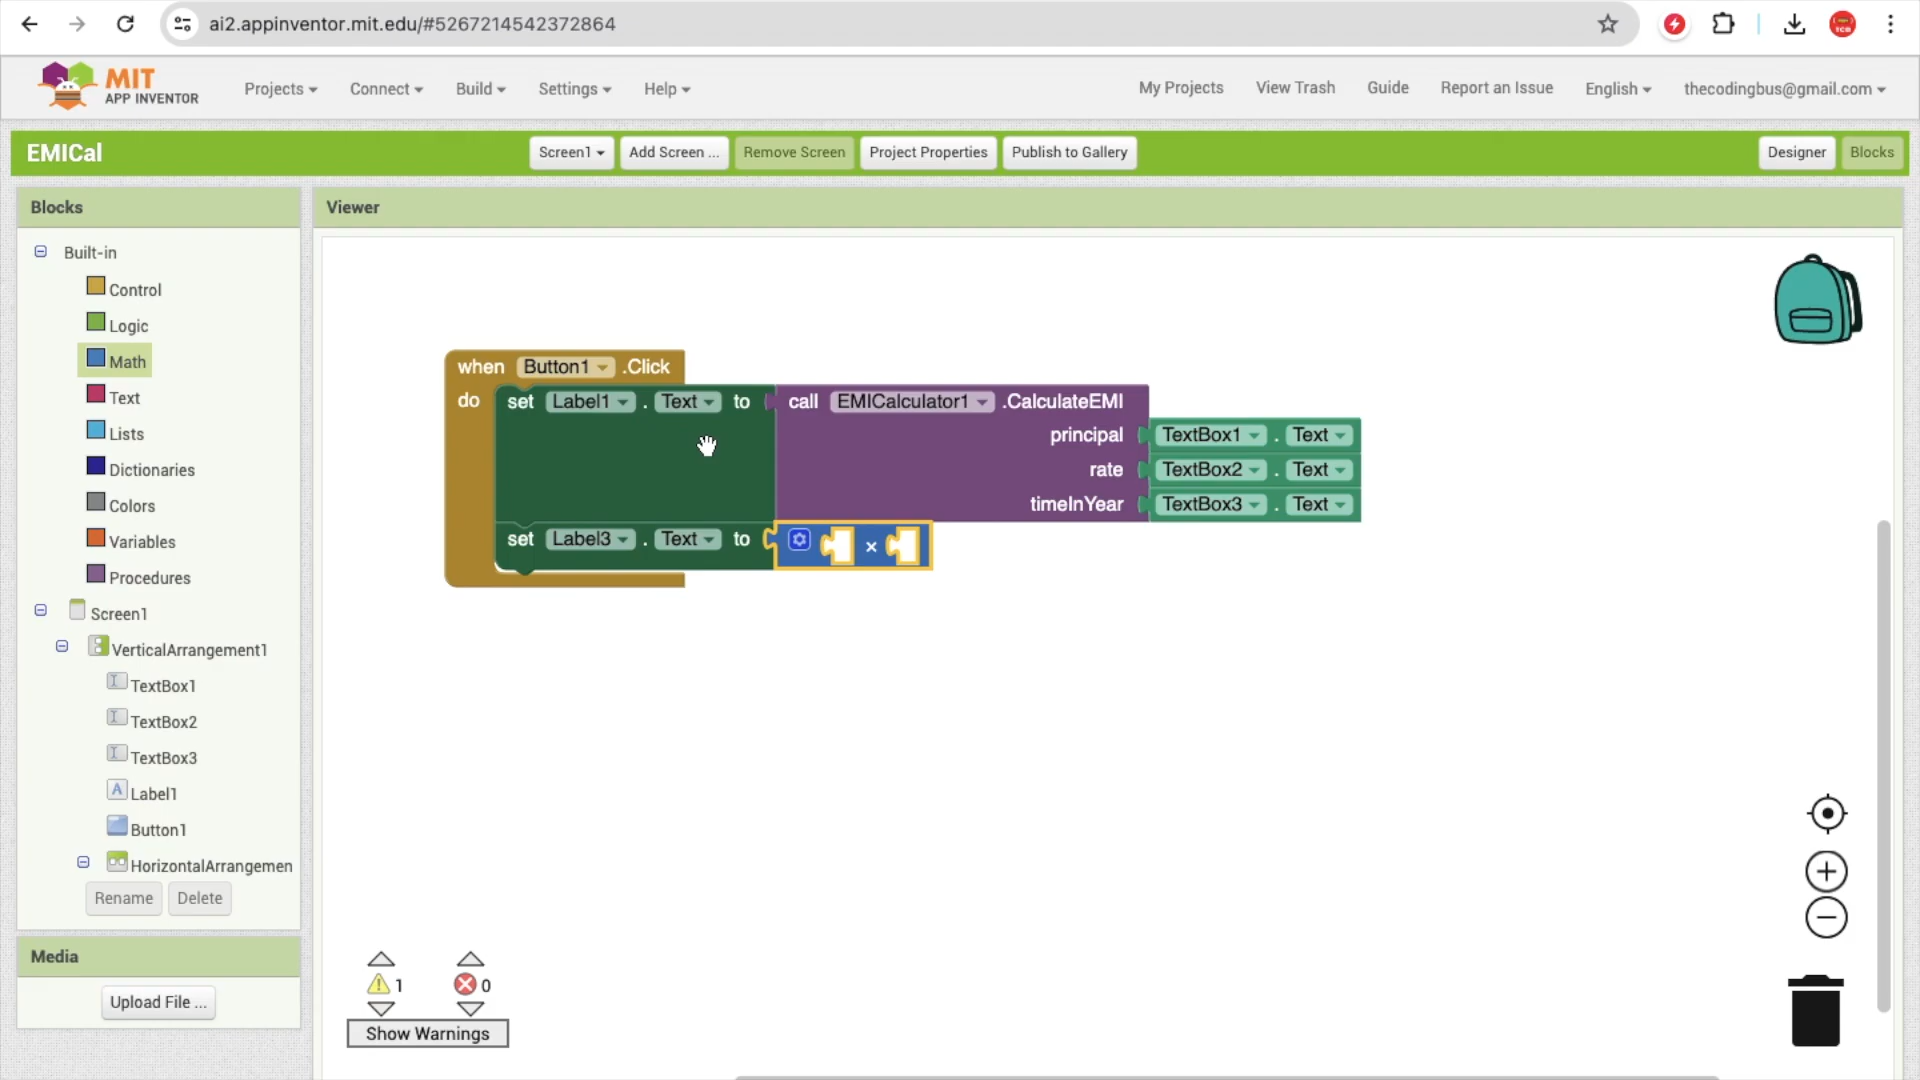 ai2.appinventor.mit.edu/#5267214542372864
MIT
APP INVENTOR
Projects
Connect
Build
Settings
Help
My Projects
View Trash
Guide
Report an Issue
English
thecodingbus@gmail.com
EMICal
Screen1
Add Screen ...
Remove Screen
Project Properties
Publish to Gallery
Designer
Blocks
Blocks
Built-in
Control
Logic
Math
Text
Lists
Dictionaries
Colors
Variables
Procedures
Screen1
VerticalArrangement1
TextBox1
TextBox2
TextBox3
Label1
Button1
HorizontalArrangemen
Rename
Delete
Media
Upload File ...
Viewer
when Button1 .Click
do set Label1 . Text to call EMICalculator1 .CalculateEMI
principal TextBox1 . Text
rate TextBox2 . Text
timeInYear TextBox3 . Text
set Label3 . Text to ×
1
0
Show Warnings